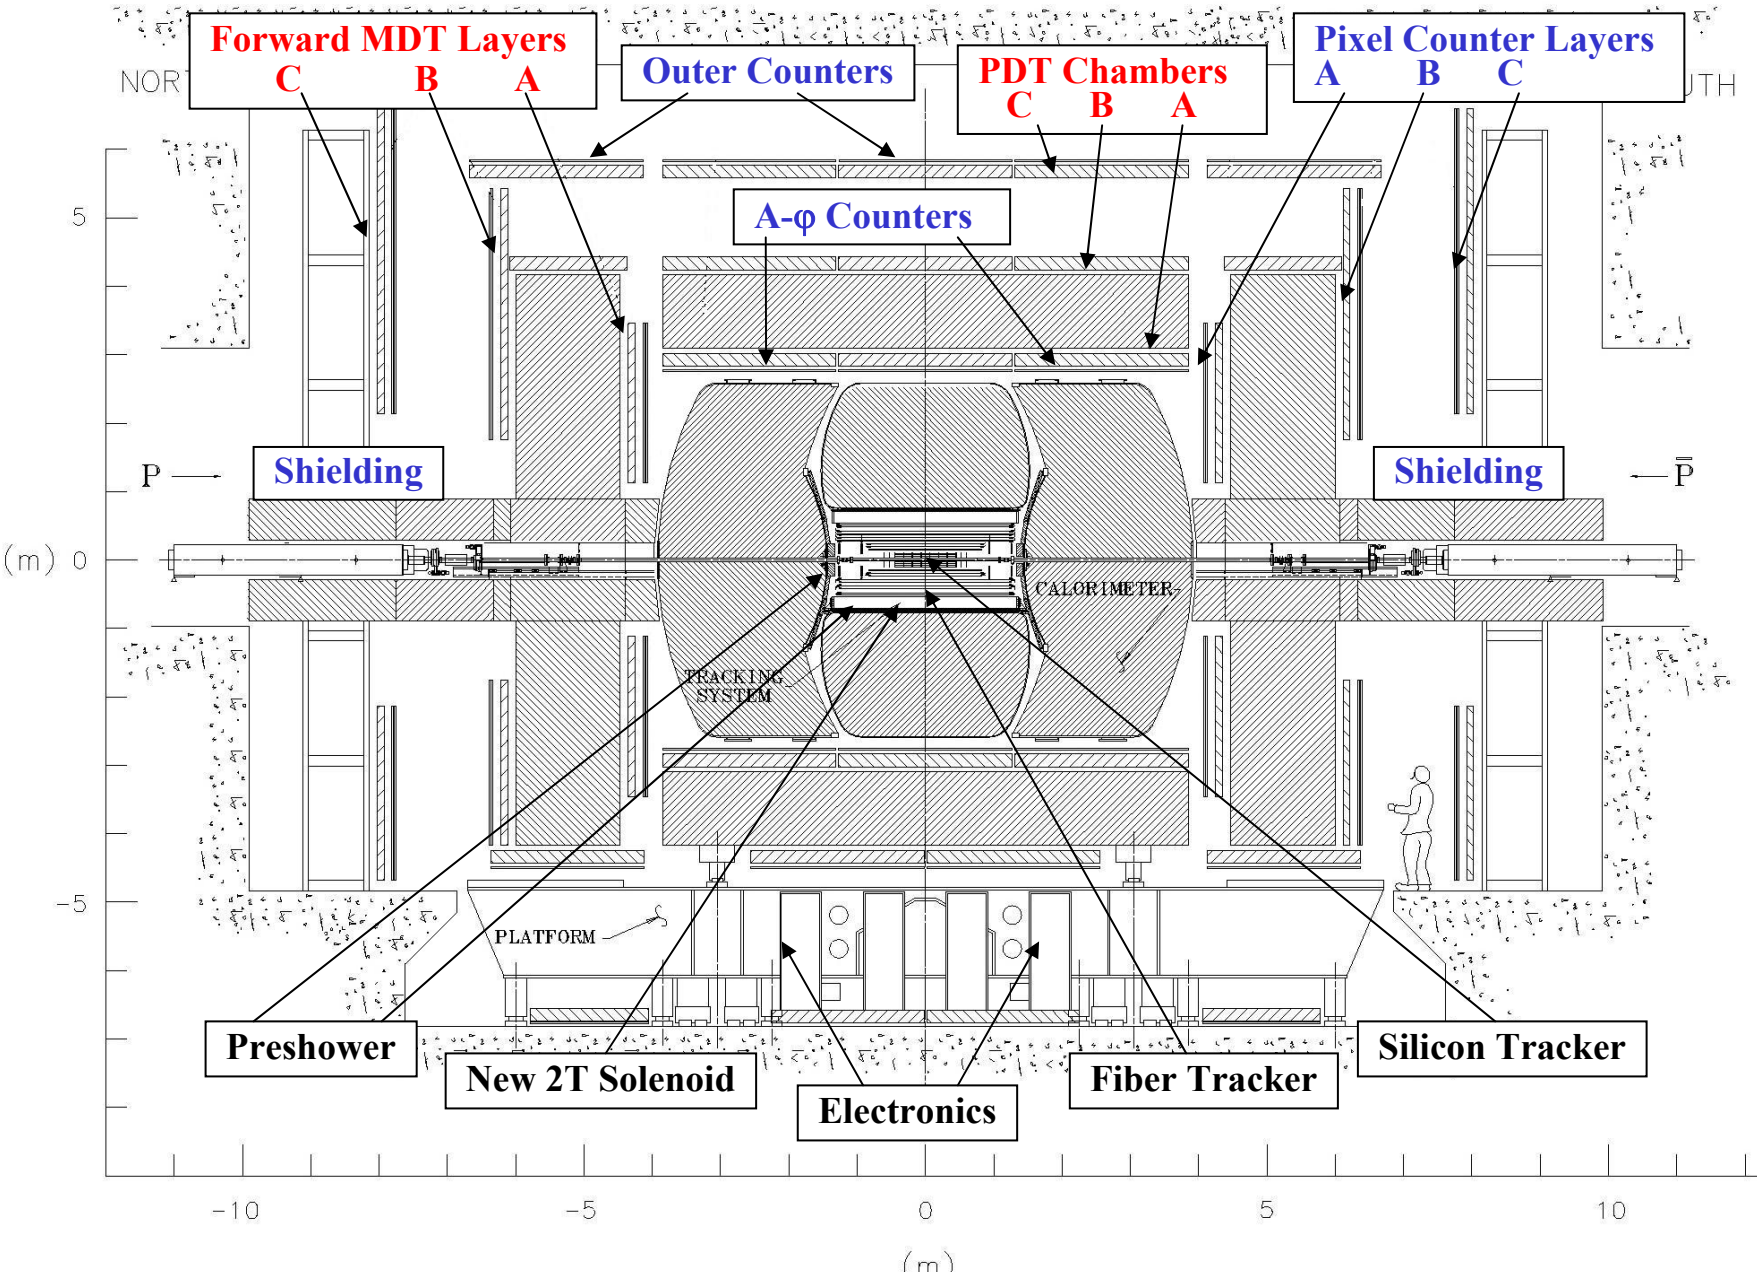 Forward MDT Layers
C B A
Outer Counters
PDT Chambers
C B A
Pixel Counter Layers
A B C
NOR
UTH
5
A-φ Counters
P
Shielding
Shielding
P̅
(m) 0
CALORIMETER
TRACKING
SYSTEM
-5
PLATFORM
Preshower
New 2T Solenoid
Electronics
Fiber Tracker
Silicon Tracker
-10 -5 0 5 10
(m)